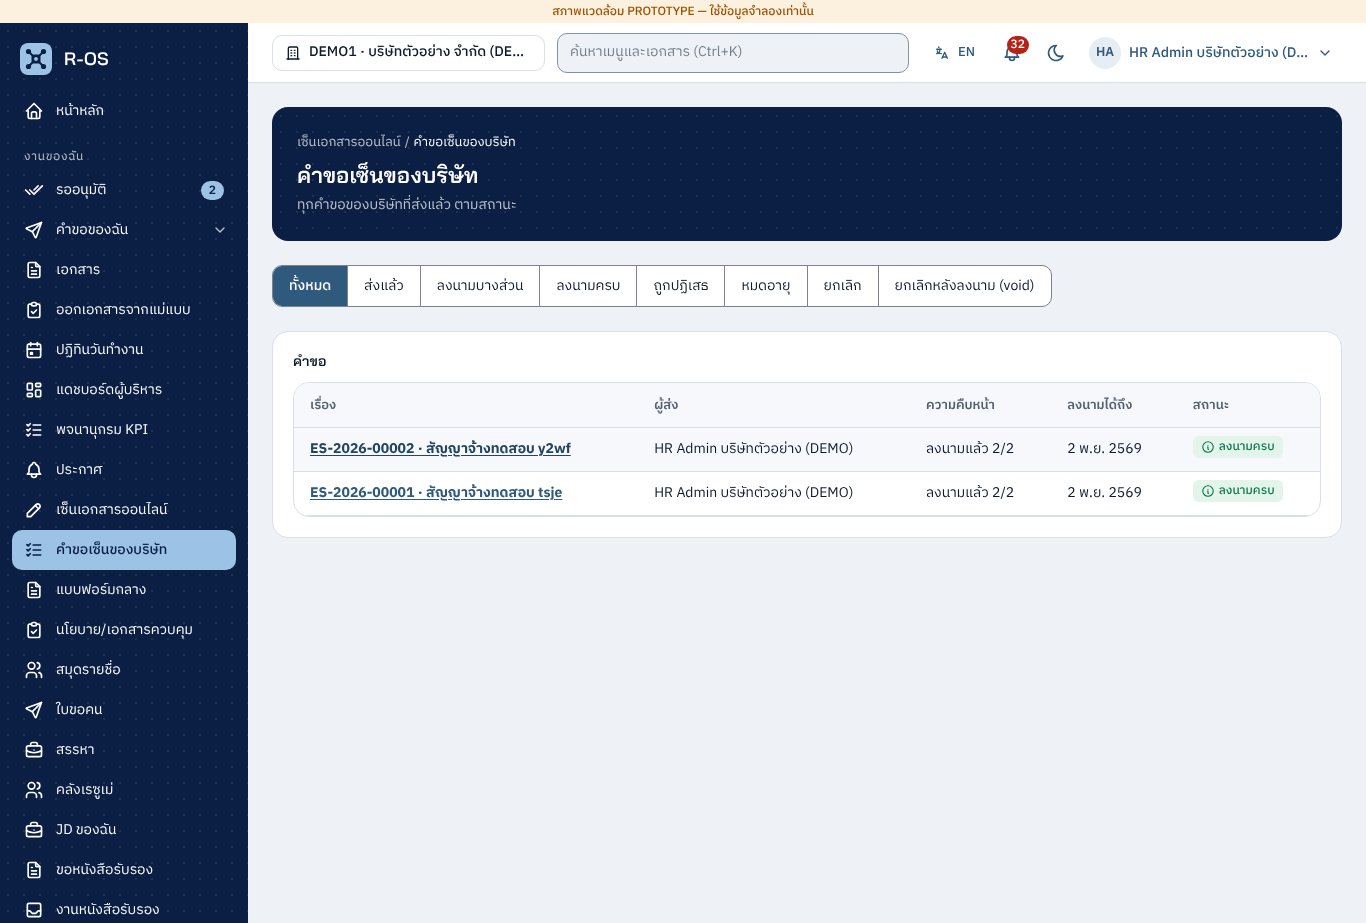 สภาพแวดล้อม PROTOTYPE — ใช้ข้อมูลจำลองเท่านั้น
R-OS
DEMO1 · บริษัทตัวอย่าง จำกัด (DE...
ค้นหาเมนูและเอกสาร (Ctrl+K)
EN
32
HA
HR Admin บริษัทตัวอย่าง (D...
หน้าหลัก
งานของฉัน
รออนุมัติ
2
คำขอของฉัน
เอกสาร
ออกเอกสารจากแม่แบบ
ปฏิทินวันทำงาน
แดชบอร์ดผู้บริหาร
พจนานุกรม KPI
ประกาศ
เซ็นเอกสารออนไลน์
คำขอเซ็นของบริษัท
แบบฟอร์มกลาง
นโยบาย/เอกสารควบคุม
สมุดรายชื่อ
ใบขอคน
สรรหา
คลังเรซูเม่
JD ของฉัน
ขอหนังสือรับรอง
งานหนังสือรับรอง
เซ็นเอกสารออนไลน์ / คำขอเซ็นของบริษัท
คำขอเซ็นของบริษัท
ทุกคำขอของบริษัทที่ส่งแล้ว ตามสถานะ
ทั้งหมด
ส่งแล้ว
ลงนามบางส่วน
ลงนามครบ
ถูกปฏิเสธ
หมดอายุ
ยกเลิก
ยกเลิกหลังลงนาม (void)
คำขอ
เรื่อง ผู้ส่ง ความคืบหน้า ลงนามได้ถึง สถานะ
ES-2026-00002 · สัญญาจ้างทดสอบ y2wf HR Admin บริษัทตัวอย่าง (DEMO) ลงนามแล้ว 2/2 2 พ.ย. 2569 ลงนามครบ
ES-2026-00001 · สัญญาจ้างทดสอบ tsje HR Admin บริษัทตัวอย่าง (DEMO) ลงนามแล้ว 2/2 2 พ.ย. 2569 ลงนามครบ